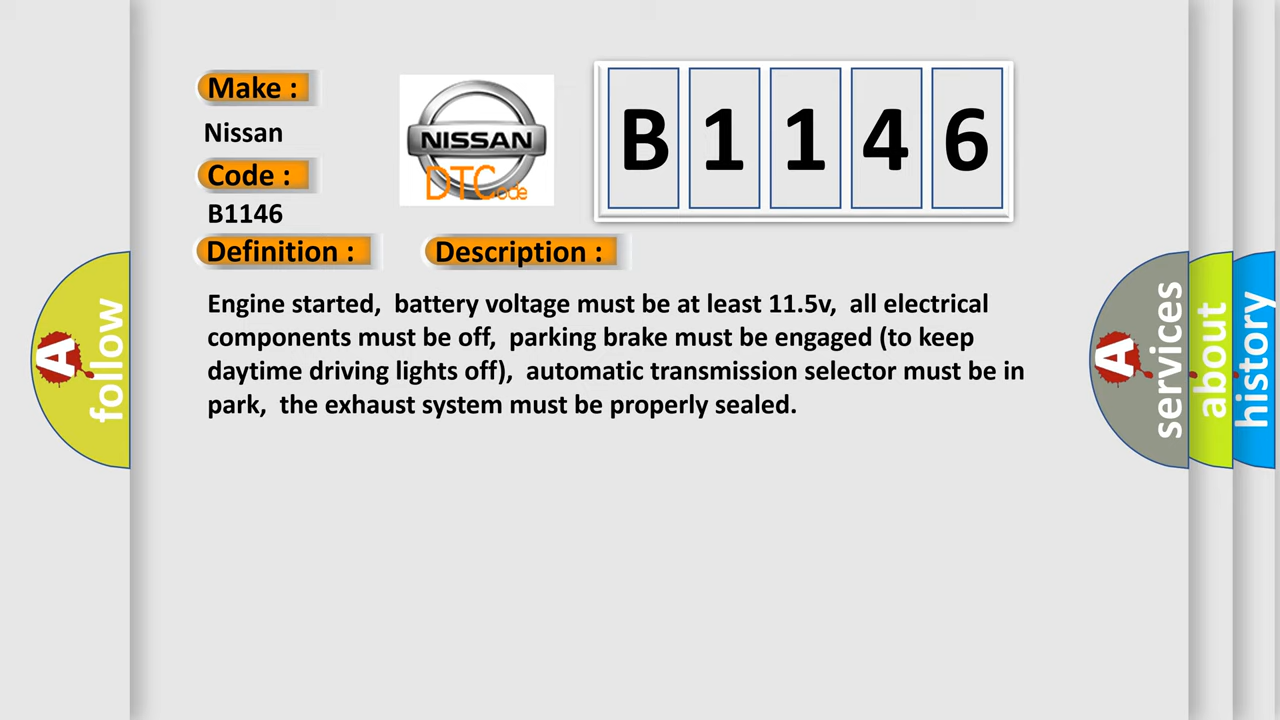 Make :
Nissan
Code :
B1146
NISSAN
DTCode
B 1 1 4 6
Definition :
Description :
Engine started,  battery voltage must be at least 11.5v,  all electrical
components must be off,  parking brake must be engaged (to keep
daytime driving lights off),  automatic transmission selector must be in
park,  the exhaust system must be properly sealed.
A follow
A services
about
history